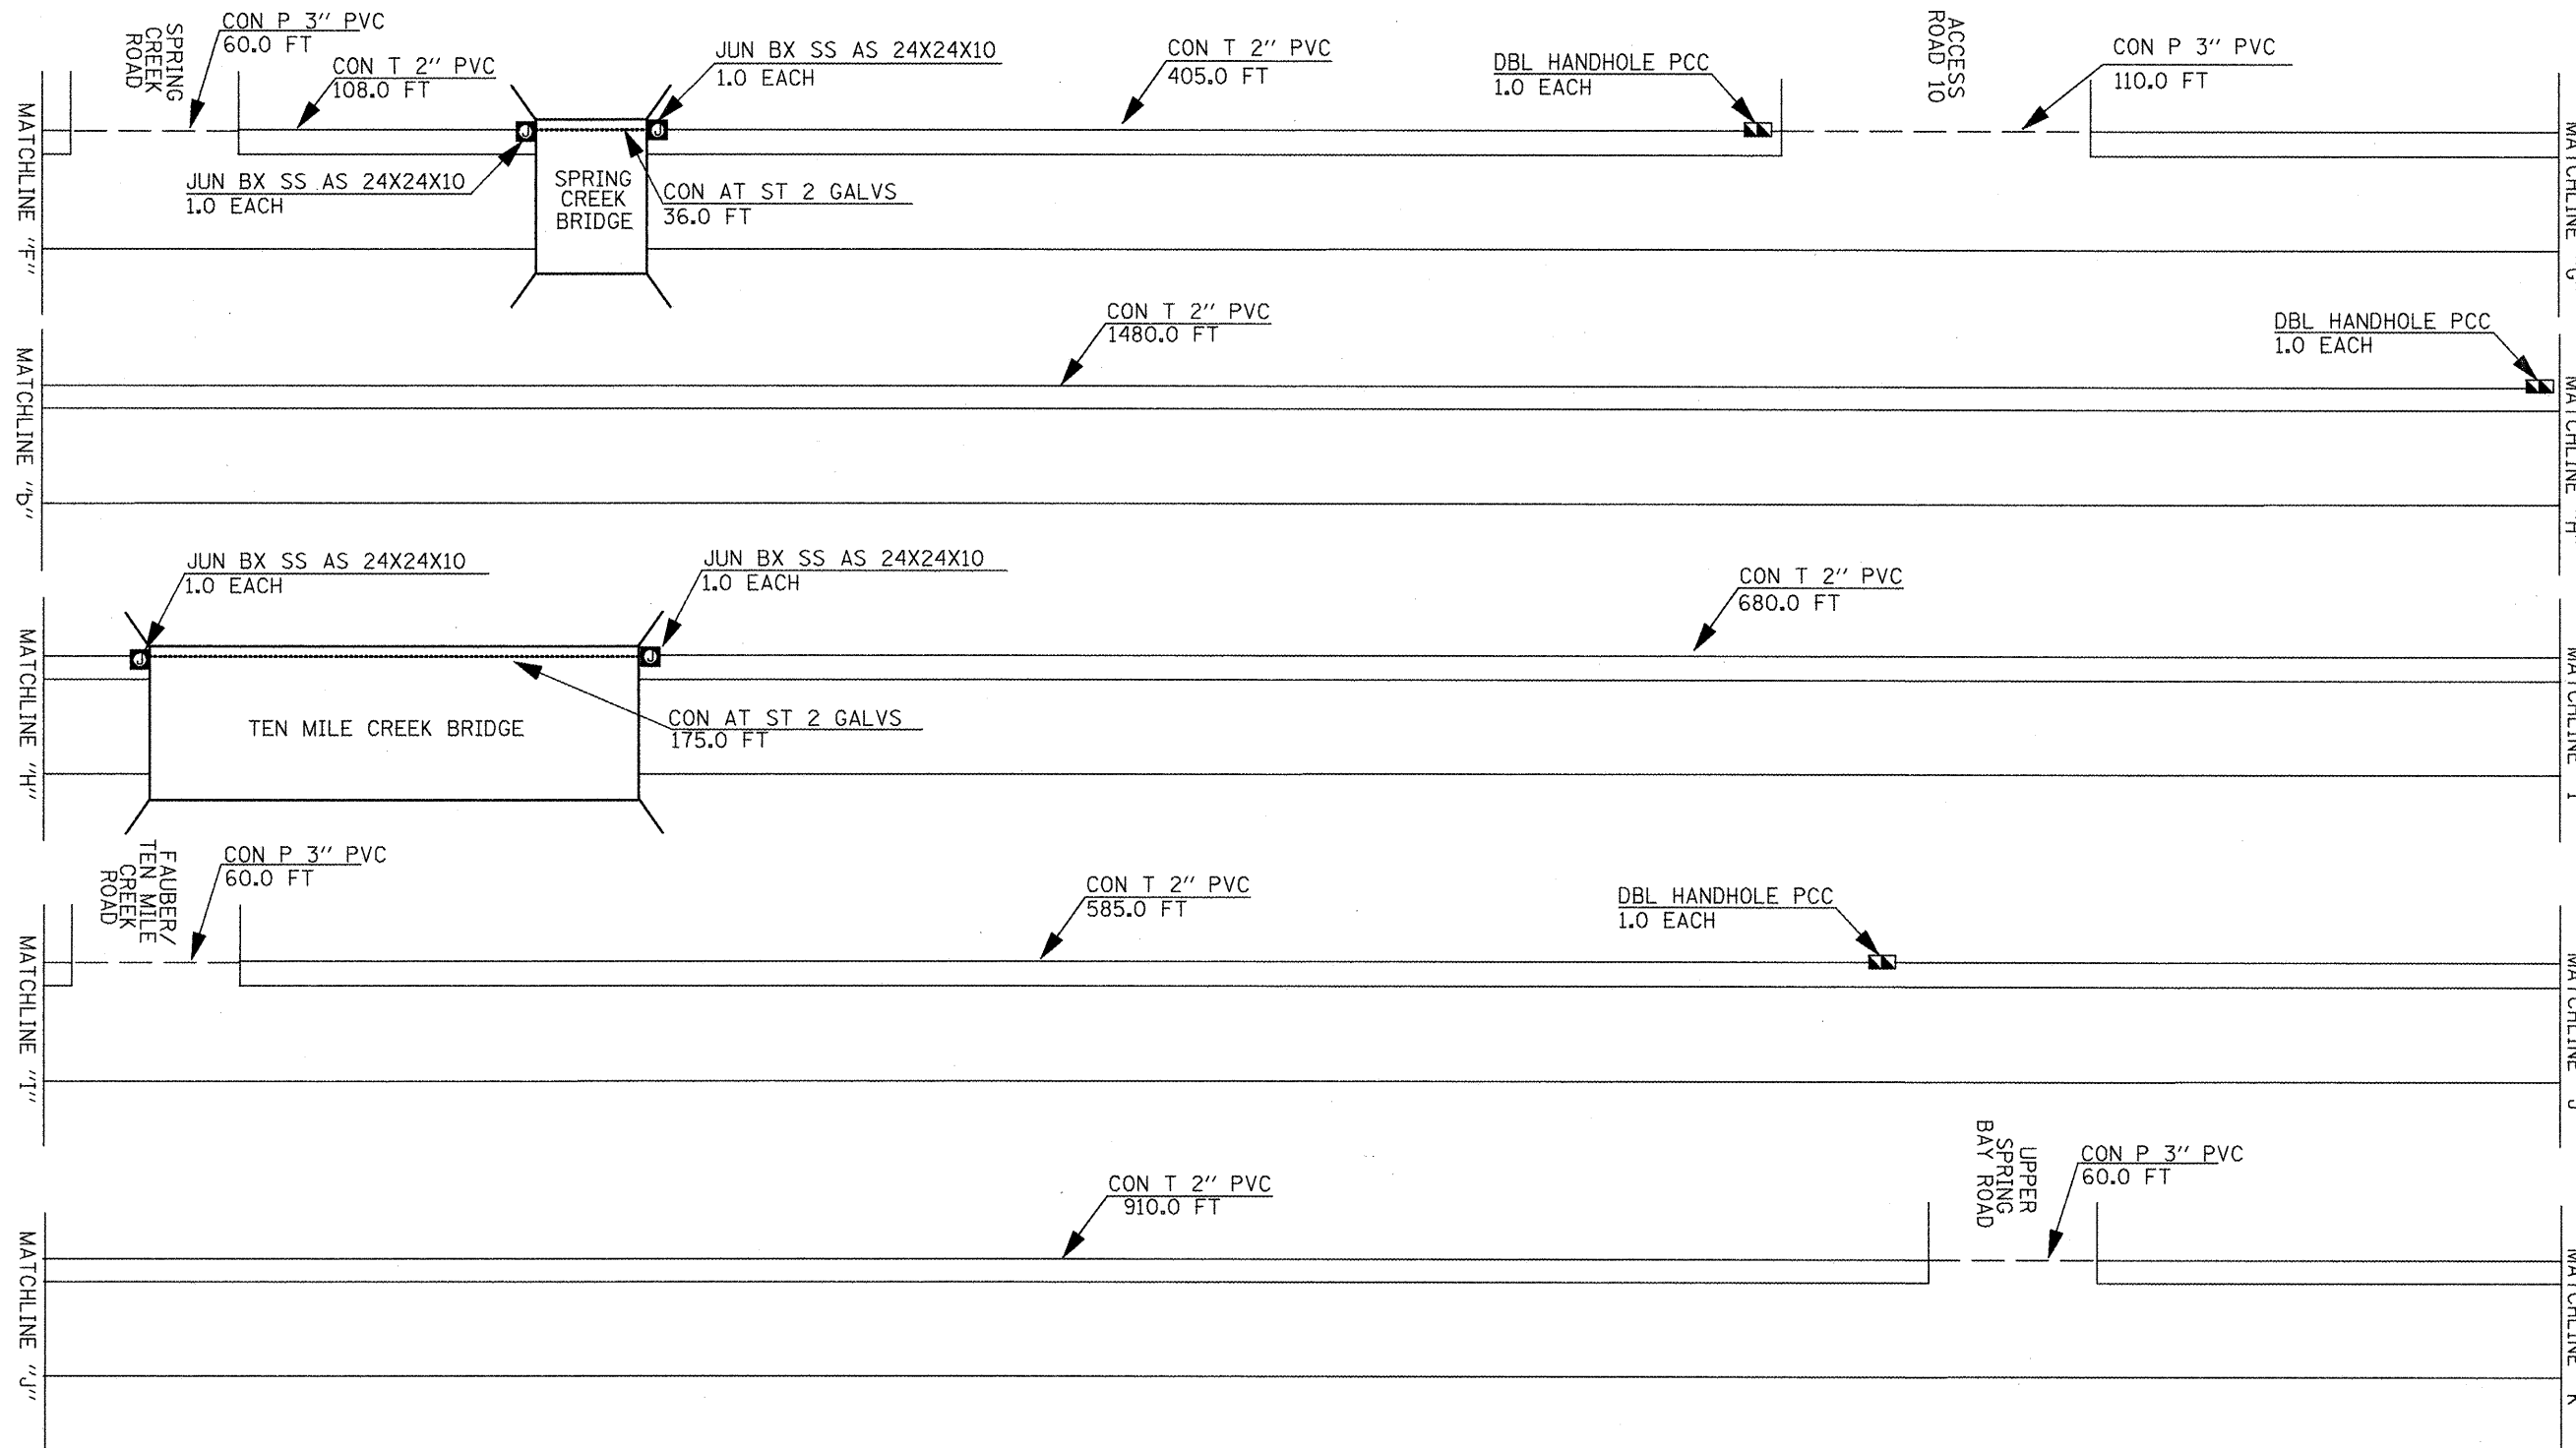 SPRING
CREEK
ROAD
CON P 3″ PVC
60.0 FT
CON T 2″ PVC
108.0 FT
JUN BX SS AS 24X24X10
1.0 EACH
CON T 2″ PVC
405.0 FT
DBL HANDHOLE PCC
1.0 EACH
ACCESS
ROAD 10
CON P 3″ PVC
110.0 FT
MATCHLINE "F"
JUN BX SS AS 24X24X10
1.0 EACH
SPRING
CREEK
BRIDGE
CON AT ST 2 GALVS
36.0 FT
MATCHLINE "G
CON T 2″ PVC
1480.0 FT
DBL HANDHOLE PCC
1.0 EACH
MATCHLINE
MATCHLINE "H"
JUN BX SS AS 24X24X10
1.0 EACH
JUN BX SS AS 24X24X10
1.0 EACH
CON T 2″ PVC
680.0 FT
MATCHLINE "H"
TEN MILE CREEK BRIDGE
CON AT ST 2 GALVS
175.0 FT
MATCHLINE "I
FAUBER/
TEN MILE
CREEK
ROAD
CON P 3″ PVC
60.0 FT
CON T 2″ PVC
585.0 FT
DBL HANDHOLE PCC
1.0 EACH
MATCHLINE "I"
MATCHLINE J
CON T 2″ PVC
910.0 FT
UPPER
SPRING
BAY ROAD
CON P 3″ PVC
60.0 FT
MATCHLINE "J"
MATCHLINE K